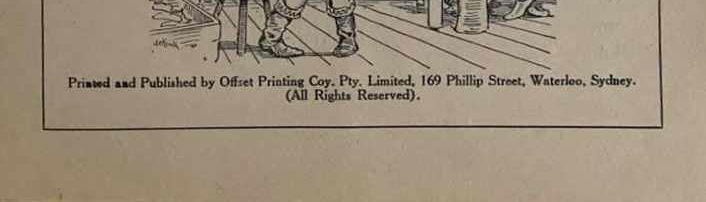 Printed and Published by Offset Printing Coy. Pty. Limited, 169 Phillip Street, Waterloo, Sydney.
(All Rights Reserved).